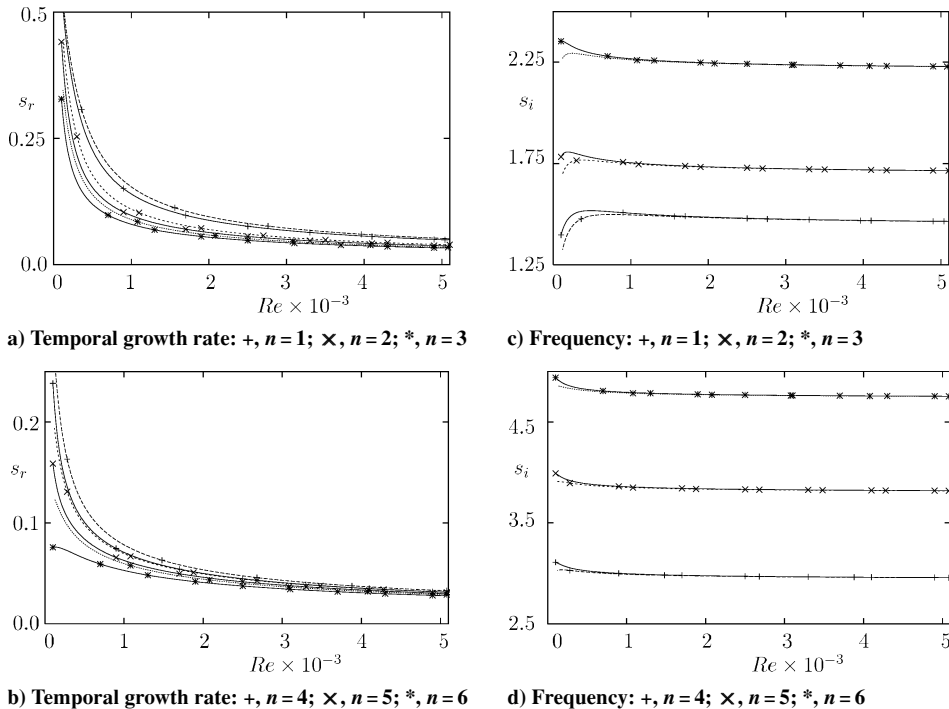 0.5
s_r
0.25
0.0
0 1 2 3 4 5
Re × 10⁻³
a) Temporal growth rate: +, n = 1; ×, n = 2; *, n = 3
2.25
s_i
1.75
1.25
0 1 2 3 4 5
Re × 10⁻³
c) Frequency: +, n = 1; ×, n = 2; *, n = 3
0.2
s_r
0.1
0.0
0 1 2 3 4 5
Re × 10⁻³
b) Temporal growth rate: +, n = 4; ×, n = 5; *, n = 6
4.5
s_i
3.5
2.5
0 1 2 3 4 5
Re × 10⁻³
d) Frequency: +, n = 4; ×, n = 5; *, n = 6